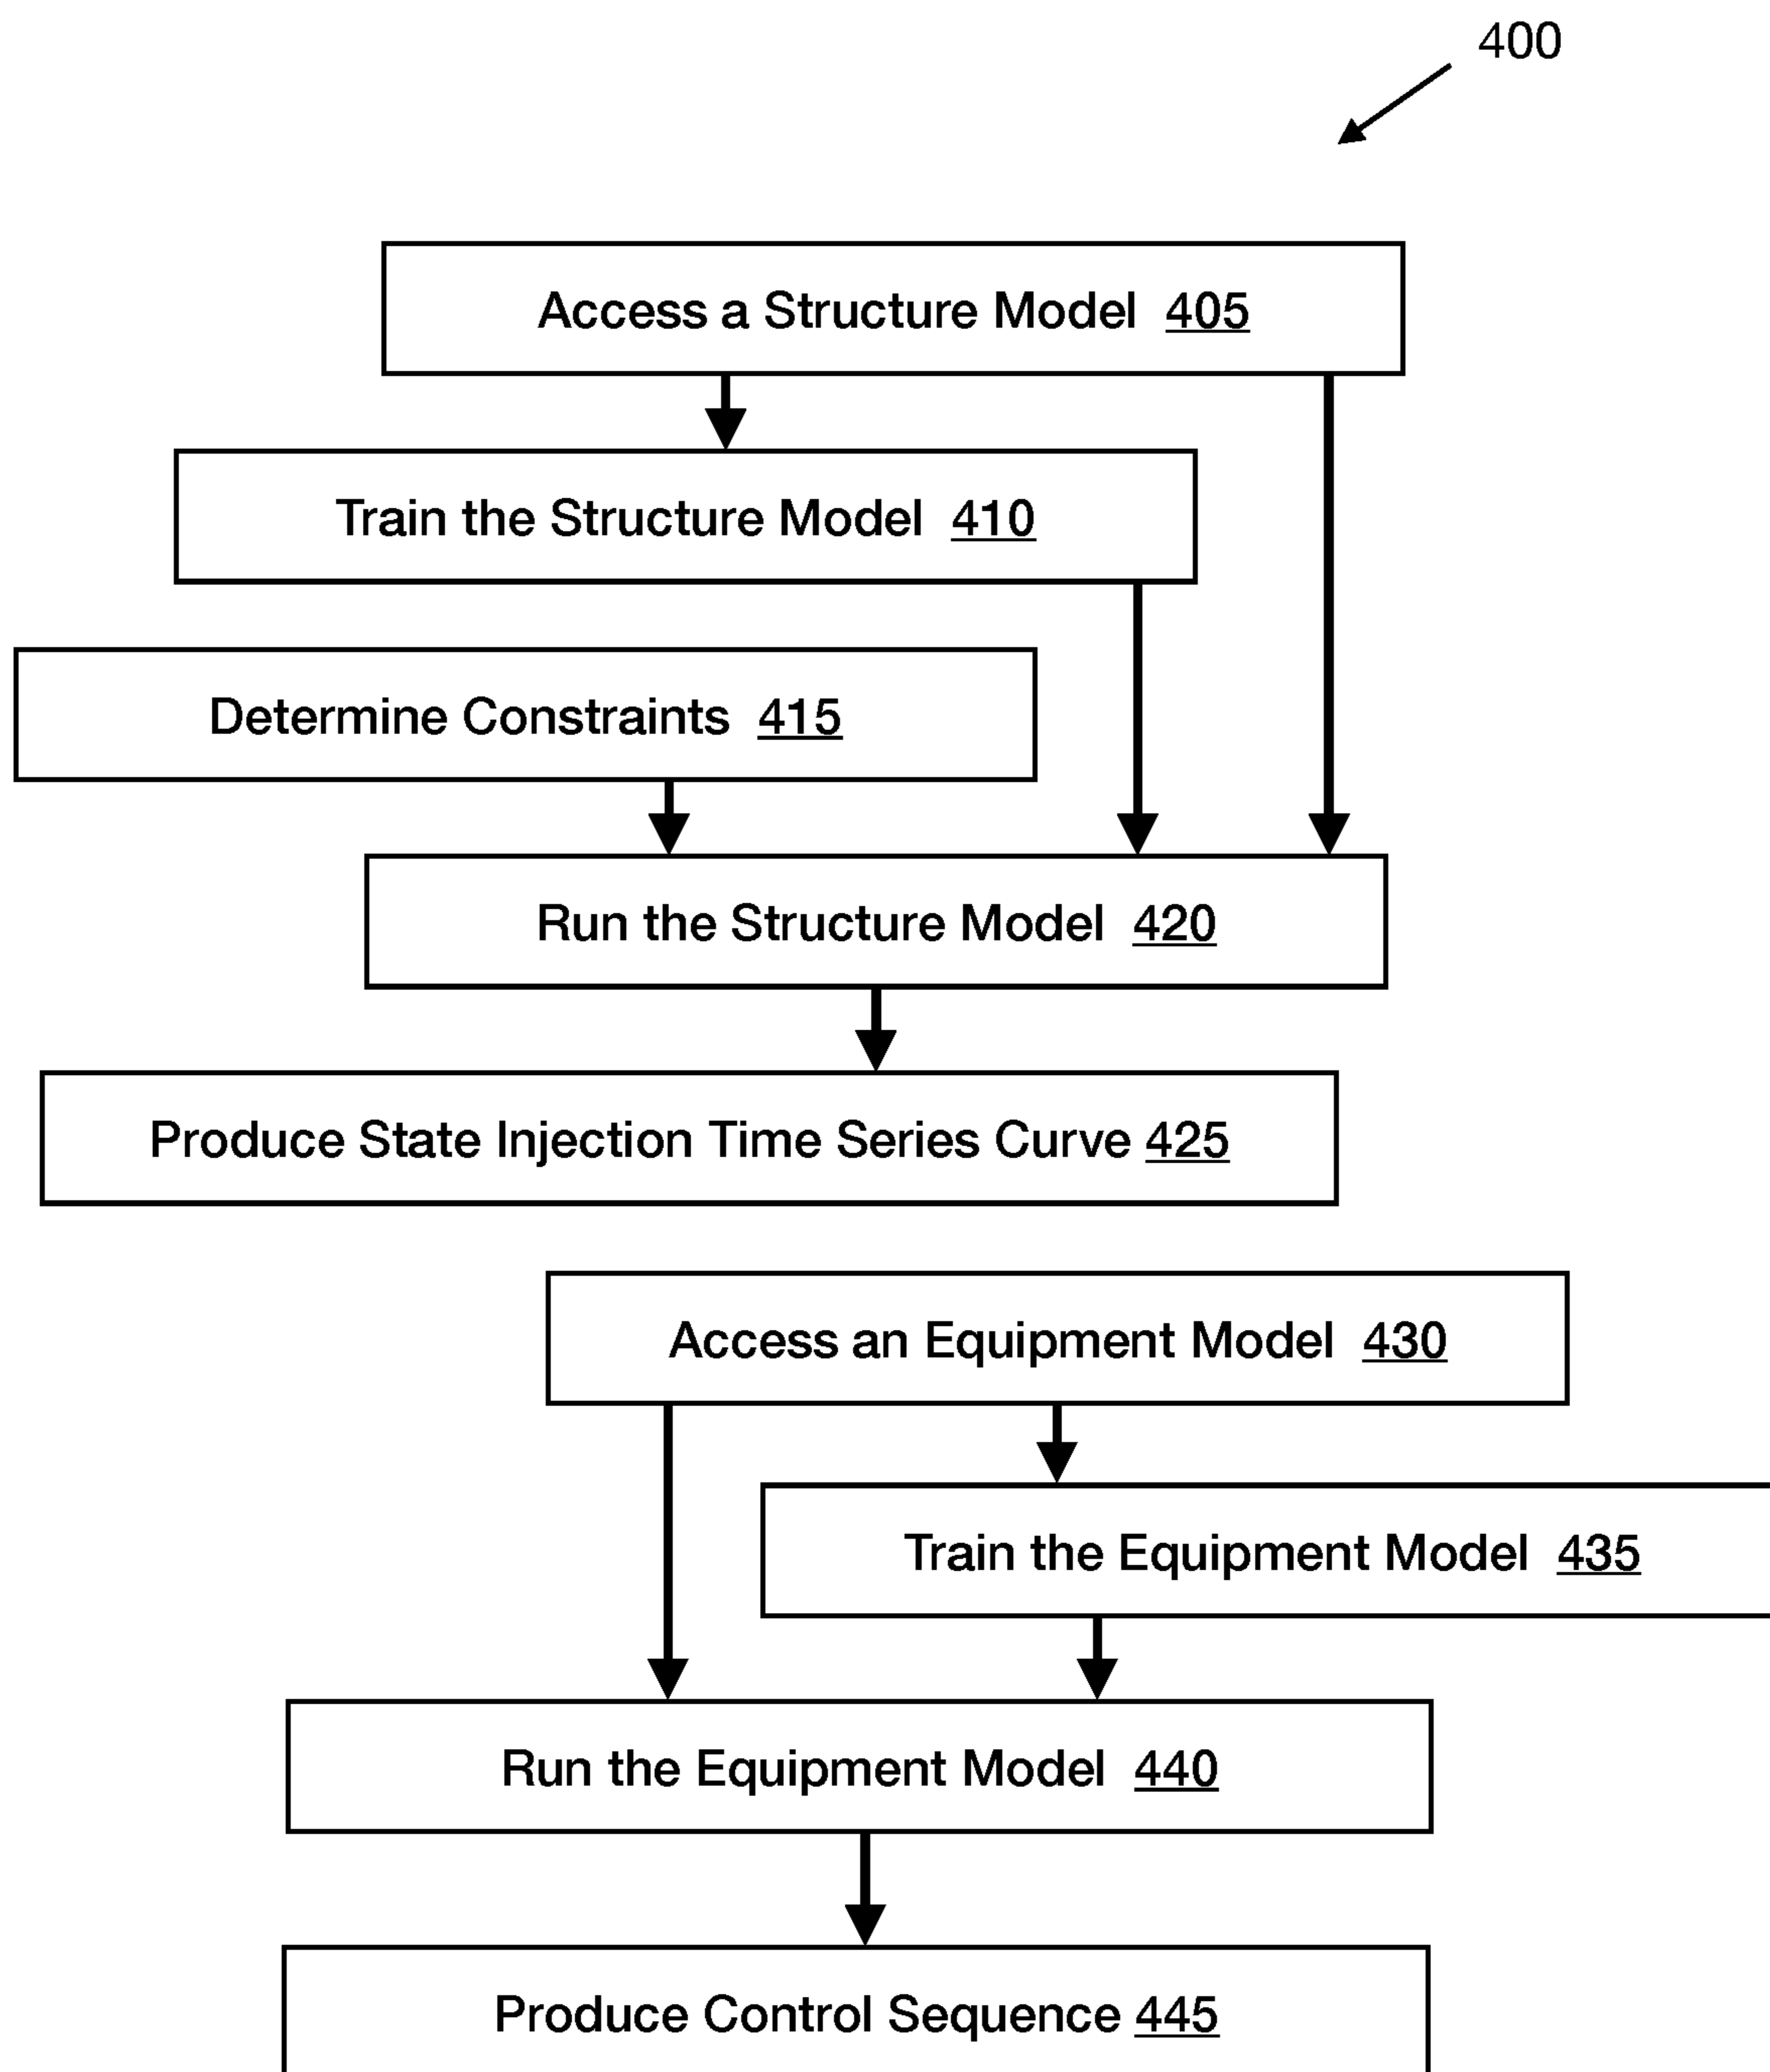 400
Access a Structure Model 405
Train the Structure Model 410
Determine Constraints 415
Run the Structure Model 420
Produce State Injection Time Series Curve 425
Access an Equipment Model 430
Train the Equipment Model 435
Run the Equipment Model 440
Produce Control Sequence 445